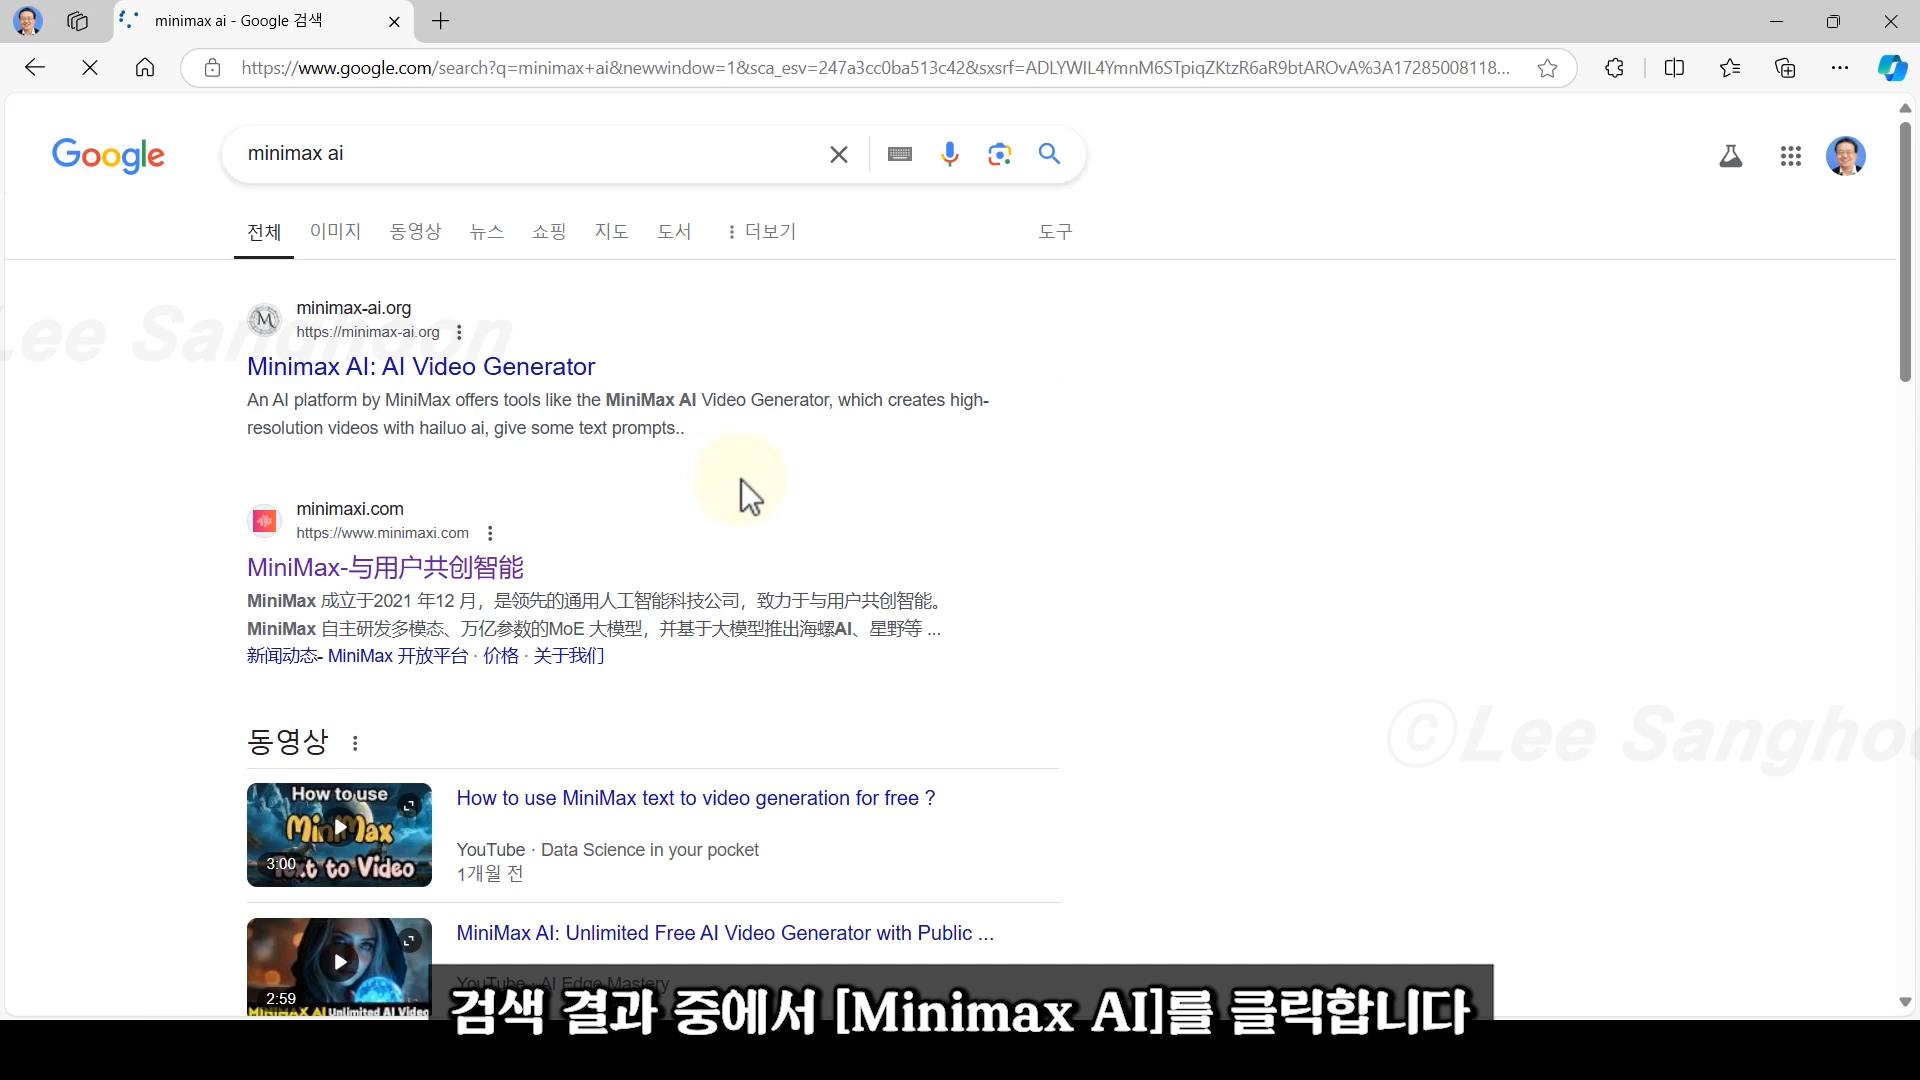 minimax ai - Google 검색
https://www.google.com/search?q=minimax+ai&newwindow=1&sca_esv=247a3cc0ba513c42&sxsrf=ADLYWIL4YmnM6STpiqZKtzR6aR9btAROvA%3A17285008118...
Google
minimax ai
전체 이미지 동영상 뉴스 쇼핑 지도 도서 더보기 도구
minimax-ai.org
https://minimax-ai.org
Lee Sanghoon
Minimax AI: AI Video Generator
An AI platform by MiniMax offers tools like the MiniMax AI Video Generator, which creates high-
resolution videos with hailuo ai, give some text prompts..
minimaxi.com
https://www.minimaxi.com
MiniMax-与用户共创智能
MiniMax 成立于2021 年12 月，是领先的通用人工智能科技公司，致力于与用户共创智能。
MiniMax 自主研发多模态、万亿参数的MoE 大模型，并基于大模型推出海螺AI、星野等 ...
新闻动态- MiniMax 开放平台 · 价格 · 关于我们
©Lee Sangho
동영상
How to use
MiniMax
Text to Video
3:00
How to use MiniMax text to video generation for free ?
YouTube · Data Science in your pocket
1개월 전
2:59
MINIMAX AI Unlimited AI Video
MiniMax AI: Unlimited Free AI Video Generator with Public ...
YouTube · AI Edge Mastery
검색 결과 중에서 [Minimax AI]를 클릭합니다